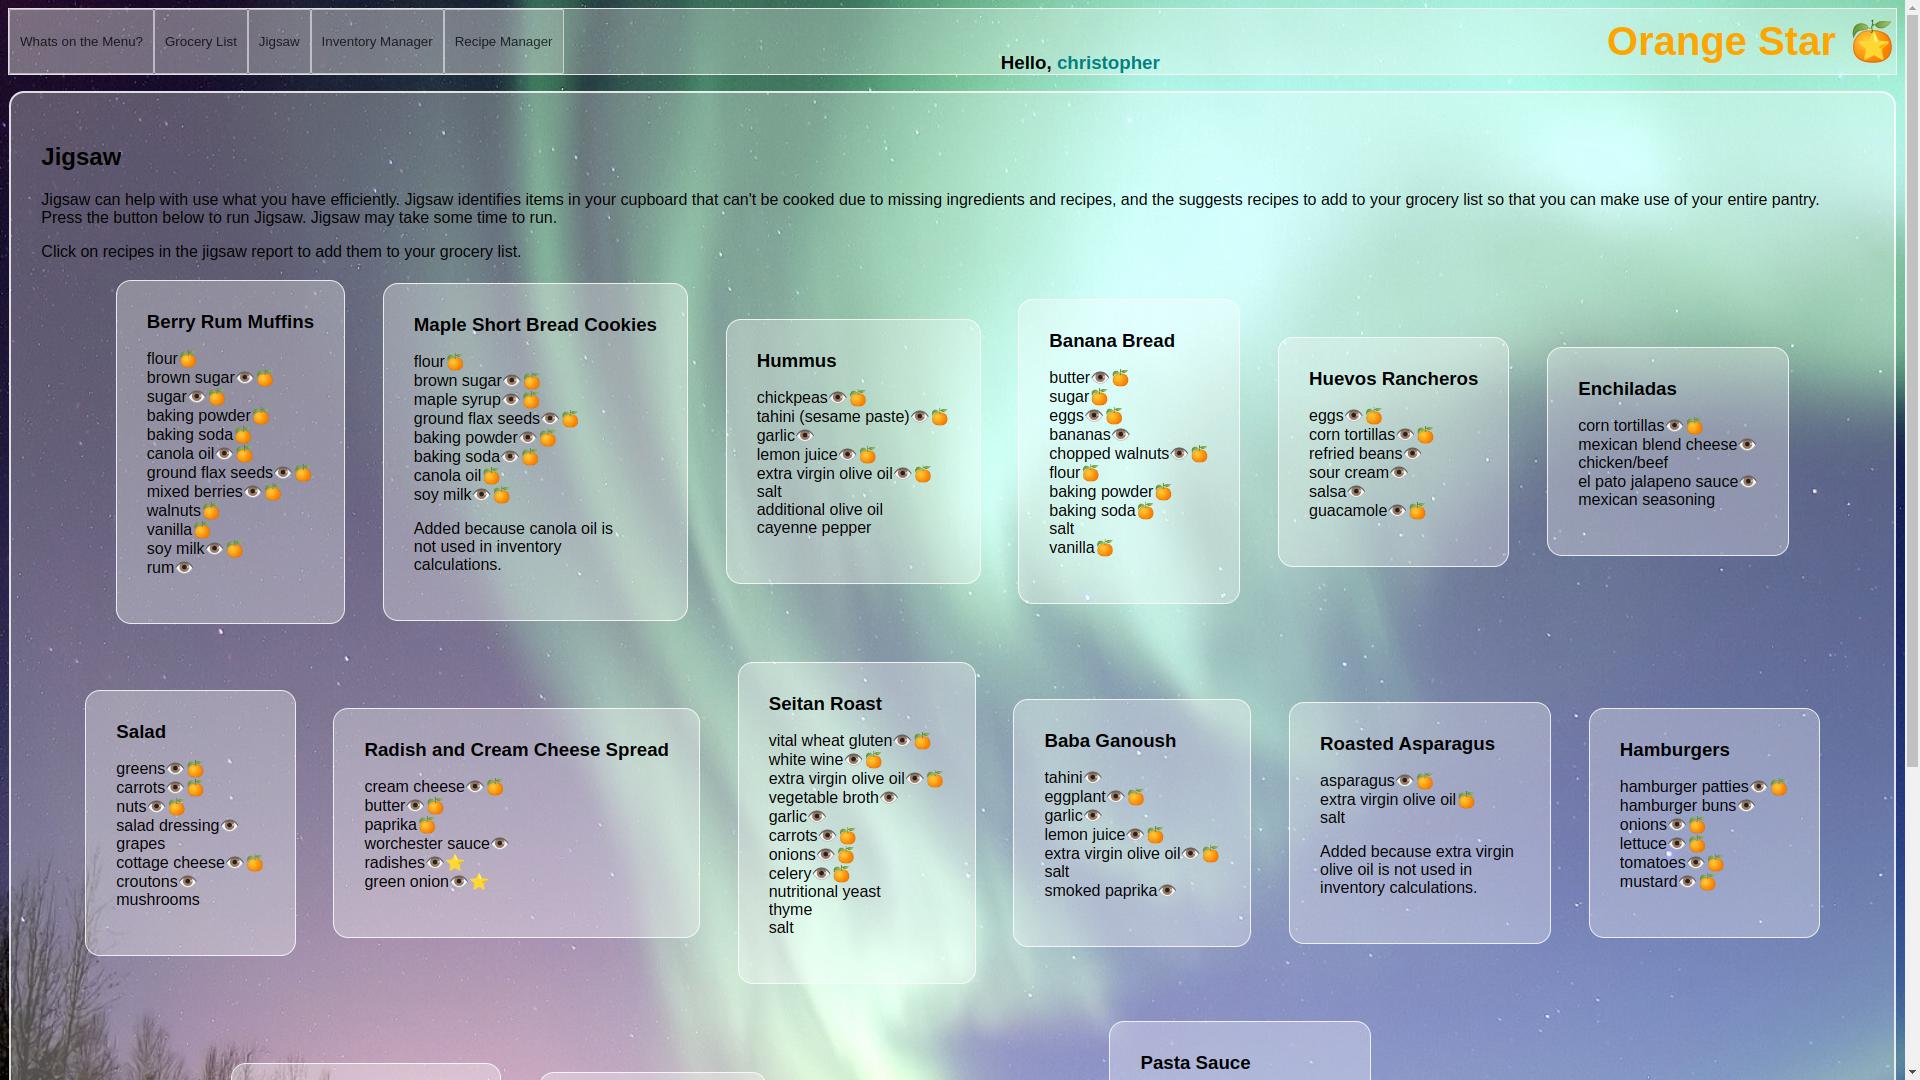 Whats on the Menu?
Grocery List
Jigsaw
Inventory Manager
Recipe Manager
Hello, christopher
Orange Star 🍊
Jigsaw
Jigsaw can help with use what you have efficiently. Jigsaw identifies items in your cupboard that can't be cooked due to missing ingredients and recipes, and the suggests recipes to add to your grocery list so that you can make use of your entire pantry.
Press the button below to run Jigsaw. Jigsaw may take some time to run.
Click on recipes in the jigsaw report to add them to your grocery list.
Berry Rum Muffins
flour🍊
brown sugar👁️🍊
sugar👁️🍊
baking powder🍊
baking soda🍊
canola oil👁️🍊
ground flax seeds👁️🍊
mixed berries👁️🍊
walnuts🍊
vanilla🍊
soy milk👁️🍊
rum👁️
Maple Short Bread Cookies
flour🍊
brown sugar👁️🍊
maple syrup👁️🍊
ground flax seeds👁️🍊
baking powder👁️🍊
baking soda👁️🍊
canola oil🍊
soy milk👁️🍊
Added because canola oil is
not used in inventory
calculations.
Hummus
chickpeas👁️🍊
tahini (sesame paste)👁️🍊
garlic👁️
lemon juice👁️🍊
extra virgin olive oil👁️🍊
salt
additional olive oil
cayenne pepper
Banana Bread
butter👁️🍊
sugar🍊
eggs👁️🍊
bananas👁️
chopped walnuts👁️🍊
flour🍊
baking powder🍊
baking soda🍊
salt
vanilla🍊
Huevos Rancheros
eggs👁️🍊
corn tortillas👁️🍊
refried beans👁️
sour cream👁️
salsa👁️
guacamole👁️🍊
Enchiladas
corn tortillas👁️🍊
mexican blend cheese👁️
chicken/beef
el pato jalapeno sauce👁️
mexican seasoning
Salad
greens👁️🍊
carrots👁️🍊
nuts👁️🍊
salad dressing👁️
grapes
cottage cheese👁️🍊
croutons👁️
mushrooms
Radish and Cream Cheese Spread
cream cheese👁️🍊
butter👁️🍊
paprika🍊
worchester sauce👁️
radishes👁️⭐
green onion👁️⭐
Seitan Roast
vital wheat gluten👁️🍊
white wine👁️🍊
extra virgin olive oil👁️🍊
vegetable broth👁️
garlic👁️
carrots👁️🍊
onions👁️🍊
celery👁️🍊
nutritional yeast
thyme
salt
Baba Ganoush
tahini👁️
eggplant👁️🍊
garlic👁️
lemon juice👁️🍊
extra virgin olive oil👁️🍊
salt
smoked paprika👁️
Roasted Asparagus
asparagus👁️🍊
extra virgin olive oil🍊
salt
Added because extra virgin
olive oil is not used in
inventory calculations.
Hamburgers
hamburger patties👁️🍊
hamburger buns👁️
onions👁️🍊
lettuce👁️🍊
tomatoes👁️🍊
mustard👁️🍊
Pasta Sauce